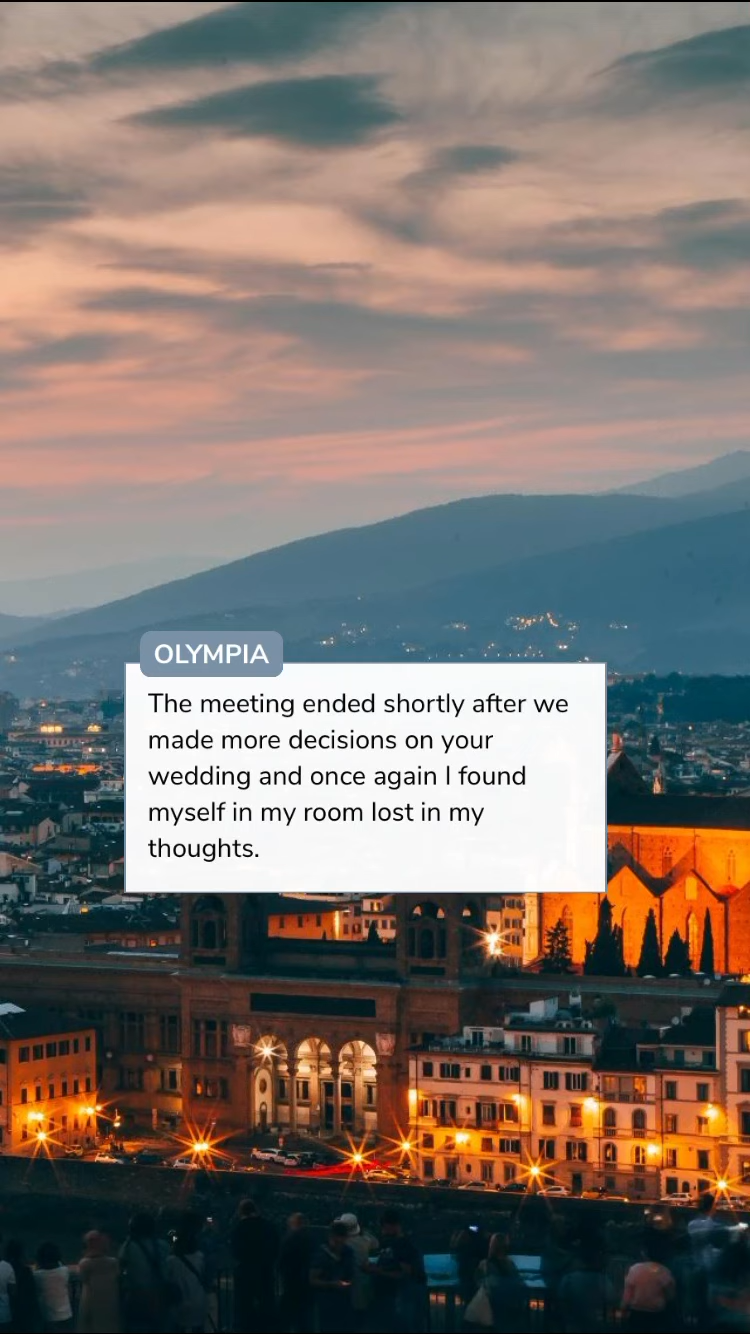 OLYMPIA
The meeting ended shortly after we
made more decisions on your
wedding and once again I found
myself in my room lost in my
thoughts.